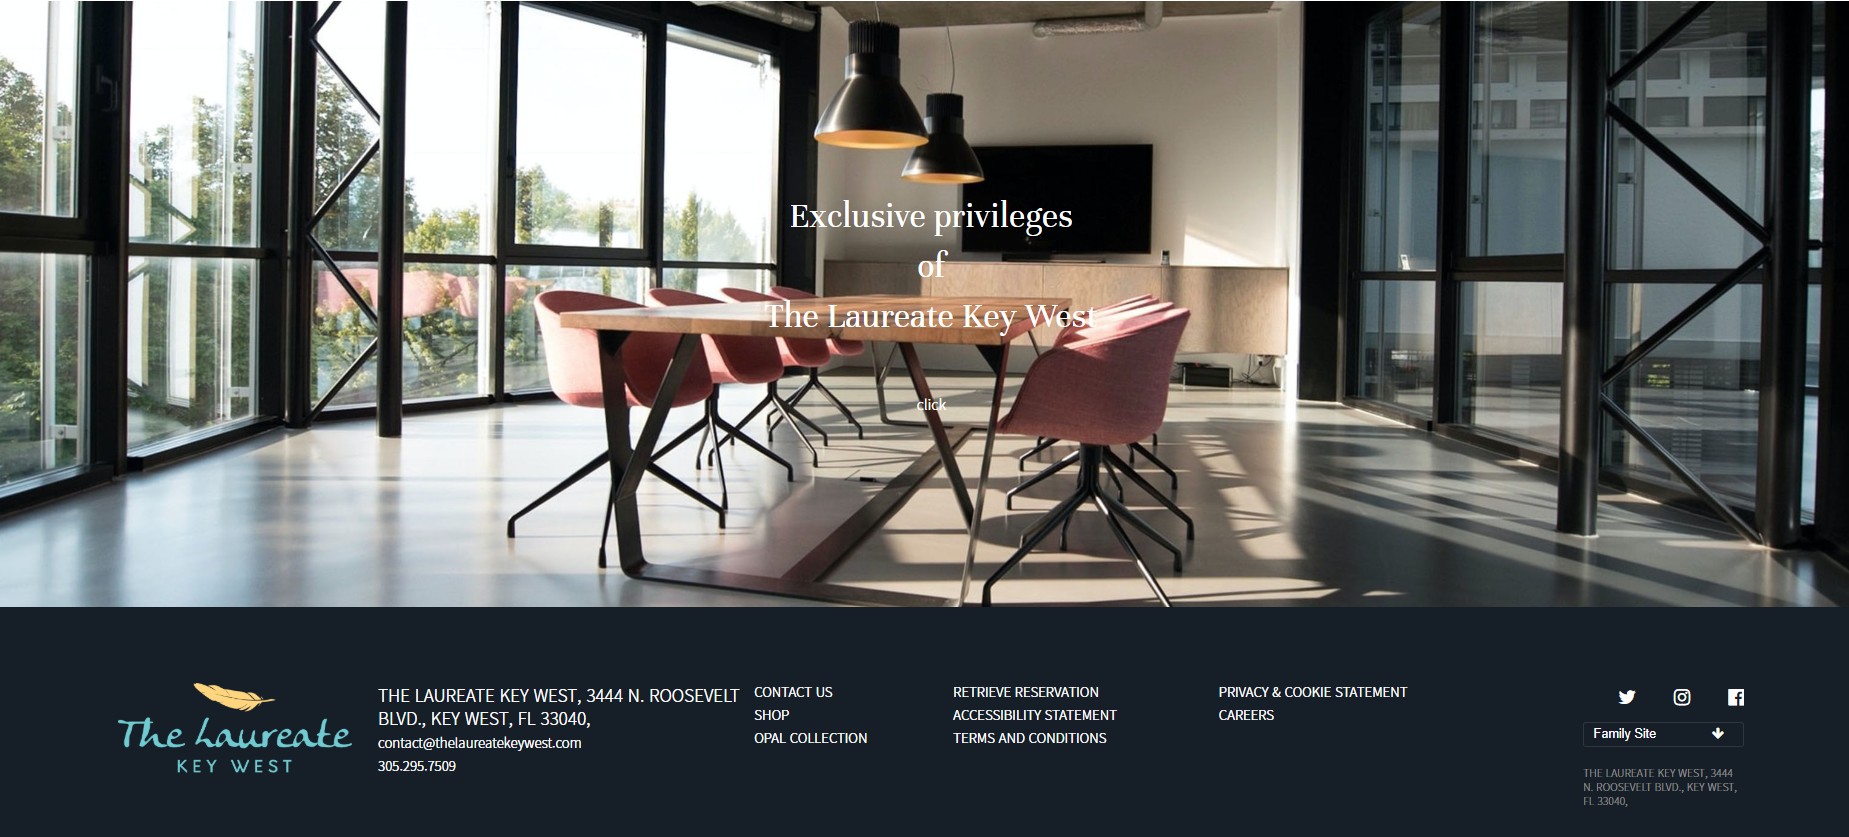 Exclusive privileges
of
The Laureate Key West
click
The Laureate
KEY WEST
THE LAUREATE KEY WEST, 3444 N. ROOSEVELT
BLVD., KEY WEST, FL 33040,
contact@thelaureatekeywest.com
305.295.7509
CONTACT US
SHOP
OPAL COLLECTION
RETRIEVE RESERVATION
ACCESSIBILITY STATEMENT
TERMS AND CONDITIONS
PRIVACY & COOKIE STATEMENT
CAREERS
Family Site
THE LAUREATE KEY WEST, 3444
N. ROOSEVELT BLVD., KEY WEST,
FL 33040,